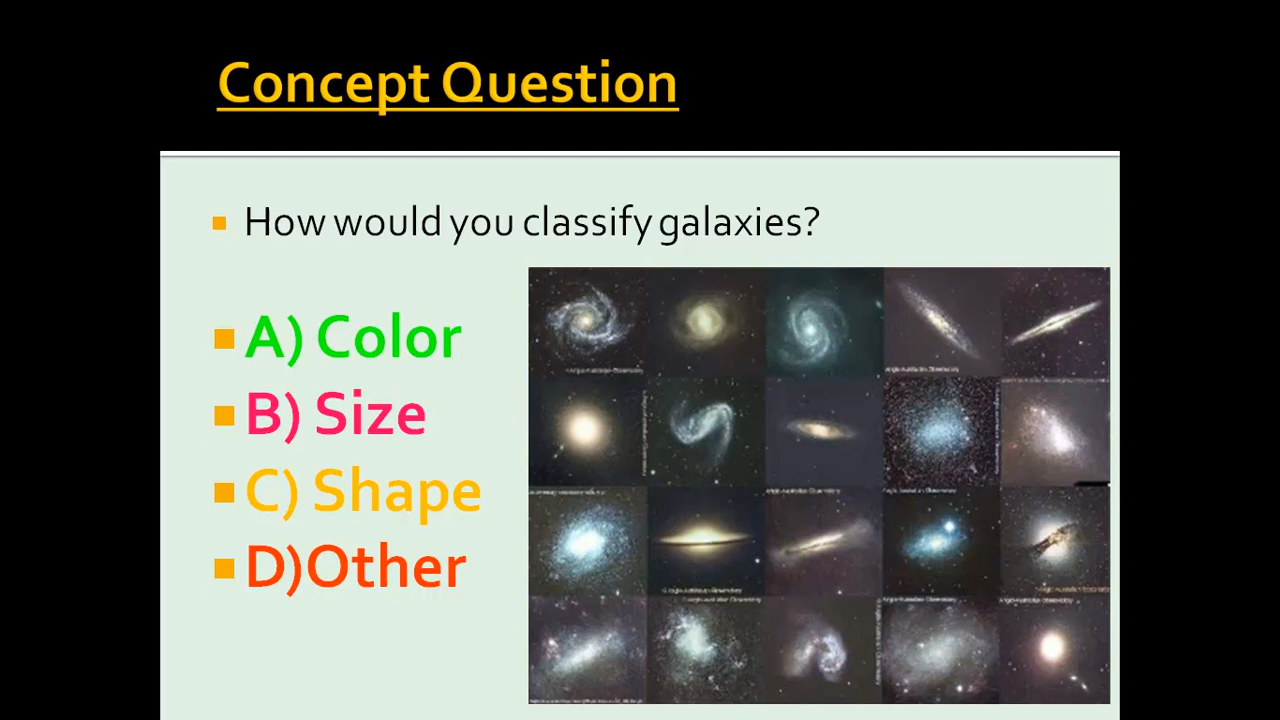 Concept Question
How would you classify galaxies?
A) Color
B) Size
C) Shape
D)Other